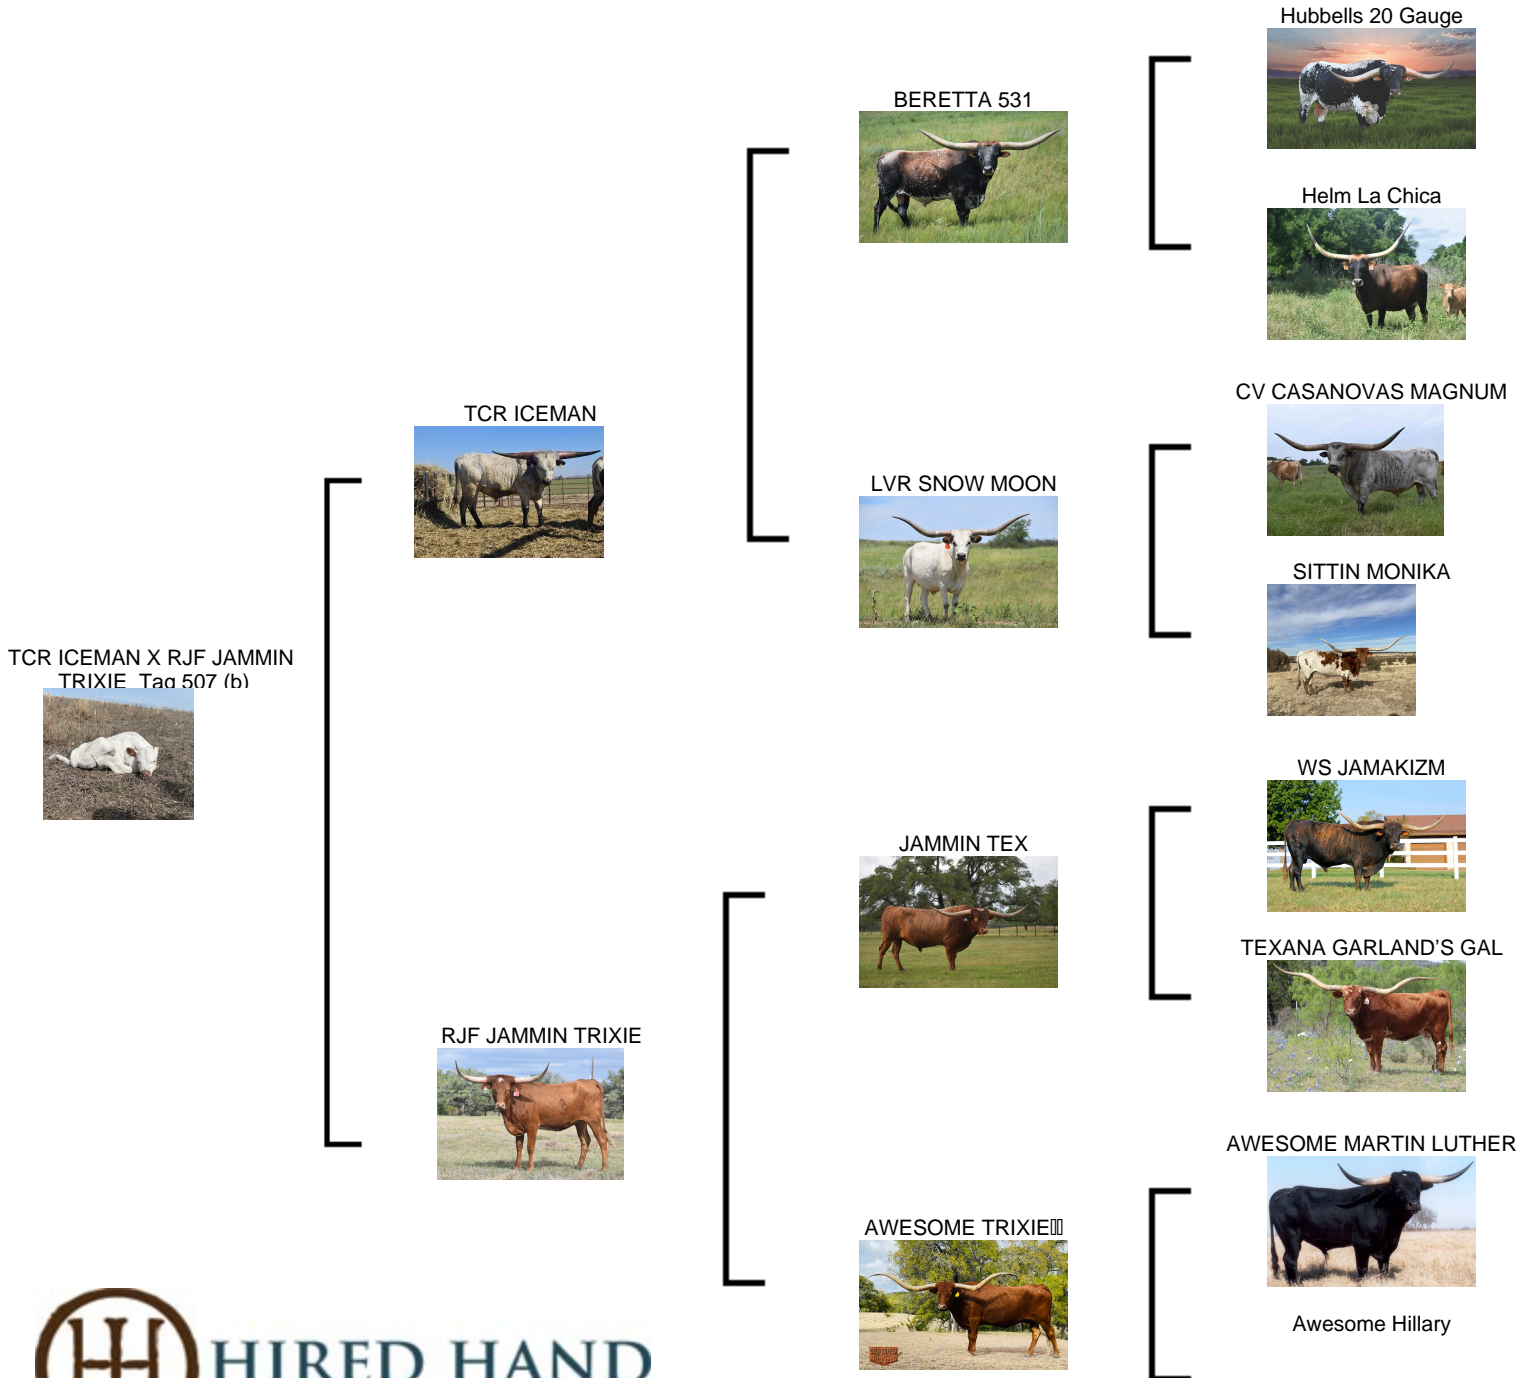 Hubbells 20 Gauge
BERETTA 531
Helm La Chica
CV CASANOVAS MAGNUM
TCR ICEMAN
LVR SNOW MOON
SITTIN MONIKA
TCR ICEMAN X RJF JAMMIN
TRIXIE Tag 507 (b)
WS JAMAKIZM
JAMMIN TEX
TEXANA GARLAND'S GAL
RJF JAMMIN TRIXIE
AWESOME MARTIN LUTHER
AWESOME TRIXIE
Awesome Hillary
HIRED HAND